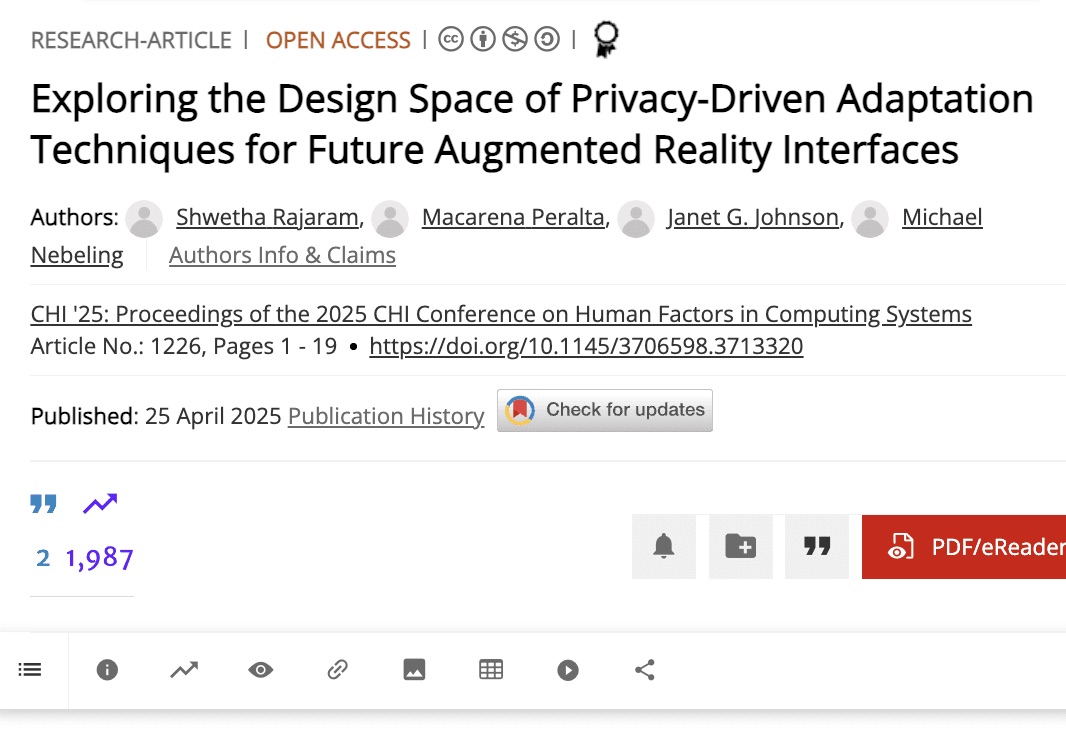 RESEARCH-ARTICLE | OPEN ACCESS | cc |
Exploring the Design Space of Privacy-Driven Adaptation
Techniques for Future Augmented Reality Interfaces
Authors: Shwetha Rajaram, Macarena Peralta, Janet G. Johnson, Michael
Nebeling Authors Info & Claims
CHI '25: Proceedings of the 2025 CHI Conference on Human Factors in Computing Systems
Article No.: 1226, Pages 1 - 19 • https://doi.org/10.1145/3706598.3713320
Published: 25 April 2025 Publication History Check for updates
2 1,987
PDF/eReader